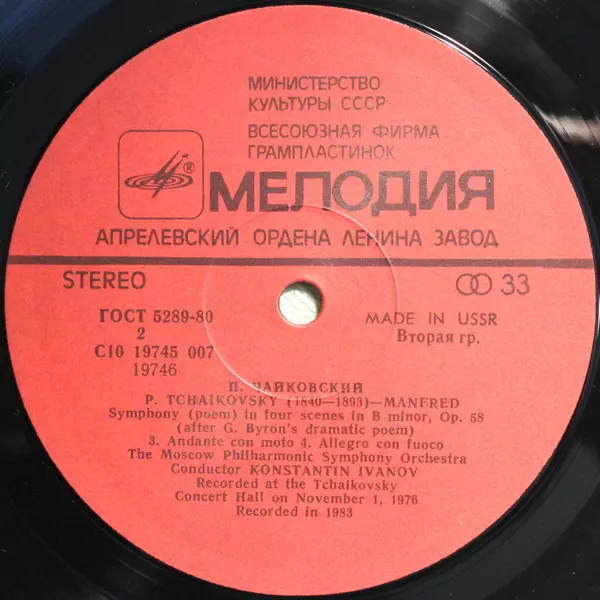 МИНИСТЕРСТВО
КУЛЬТУРЫ СССР
ВСЕСОЮЗНАЯ ФИРМА
ГРАМПЛАСТИНОК
®
МЕЛОДИЯ
АПРЕЛЕВСКИЙ ОРДЕНА ЛЕНИНА ЗАВОД
STEREO
33
ГОСТ 5289-80
MADE IN USSR
2
Вторая гр.
С10 19745 007
19746
П. ЧАЙКОВСКИЙ
P. TCHAIKOVSKY (1840—1893)—MANFRED
Symphony (poem) in four scenes in B minor, Op. 58
(after G. Byron's dramatic poem)
3. Andante con moto 4. Allegro con fuoco
The Moscow Philharmonic Symphony Orchestra
Conductor KONSTANTIN IVANOV
Recorded at the Tchaikovsky
Concert Hall on November 1, 1976
Recorded in 1983